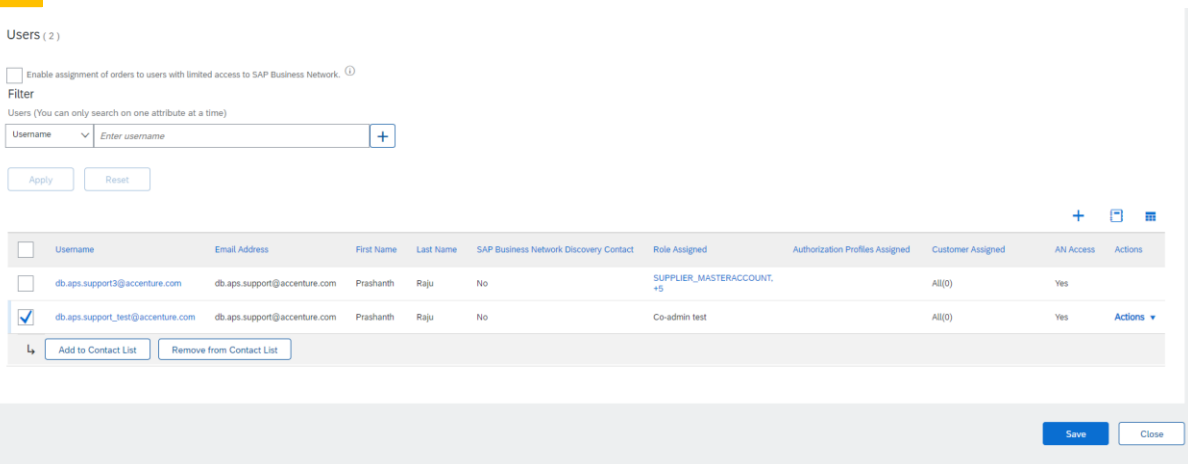 Users ( 2 )
Enable assignment of orders to users with limited access to SAP Business Network.
Filter
Users (You can only search on one attribute at a time)
Username Enter username
Apply Reset
Username Email Address First Name Last Name SAP Business Network Discovery Contact Role Assigned Authorization Profiles Assigned Customer Assigned AN Access Actions
db.aps.support3@accenture.com db.aps.support@accenture.com Prashanth Raju No SUPPLIER_MASTERACCOUNT, All(0) Yes
+5
db.aps.support_test@accenture.com db.aps.support@accenture.com Prashanth Raju No Co-admin test All(0) Yes Actions
Add to Contact List Remove from Contact List
Save Close